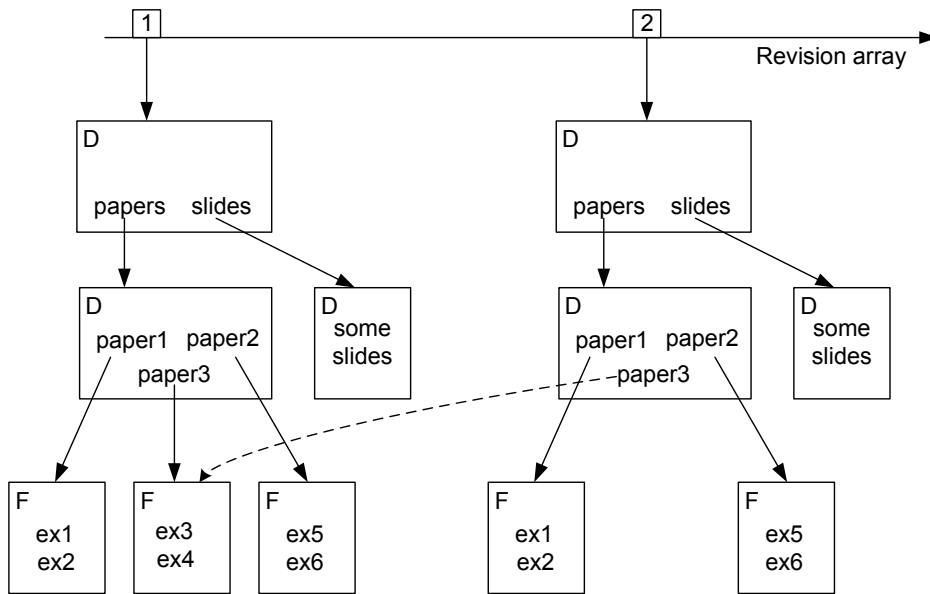 1
2
Revision array
D
papers slides
D
papers slides
D
paper1 paper2
paper3
D
some
slides
D
paper1 paper2
paper3
D
some
slides
F
ex1
ex2
F
ex3
ex4
F
ex5
ex6
F
ex1
ex2
F
ex5
ex6